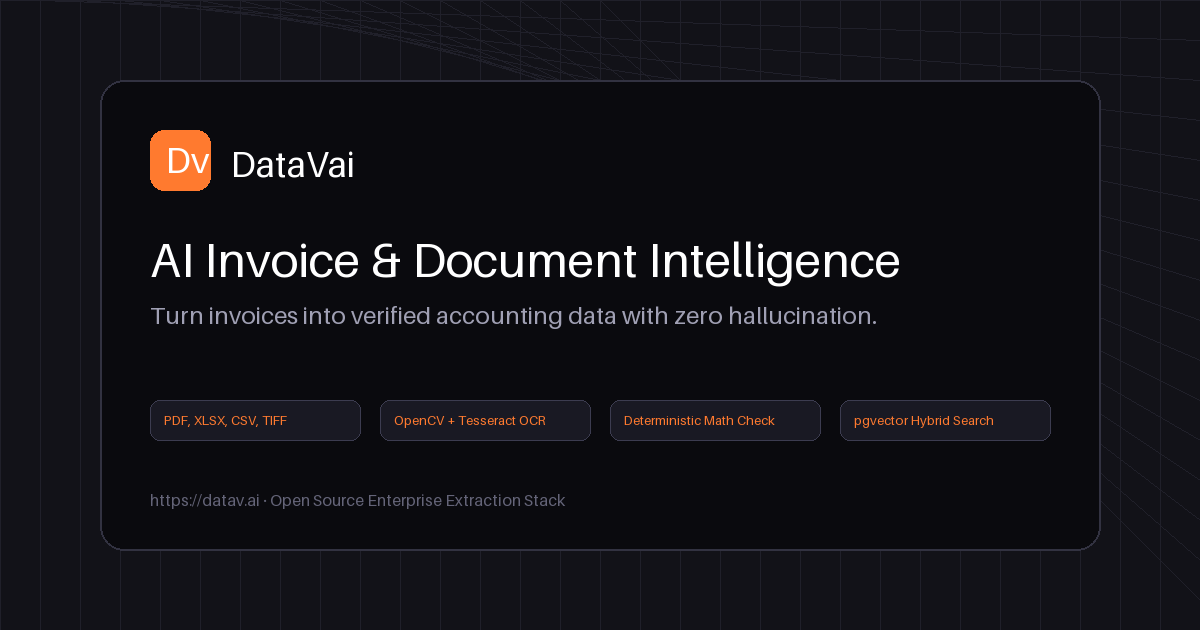 Dv DataVai
AI Invoice & Document Intelligence
Turn invoices into verified accounting data with zero hallucination.
PDF, XLSX, CSV, TIFF
OpenCV + Tesseract OCR
Deterministic Math Check
pgvector Hybrid Search
https://datav.ai · Open Source Enterprise Extraction Stack